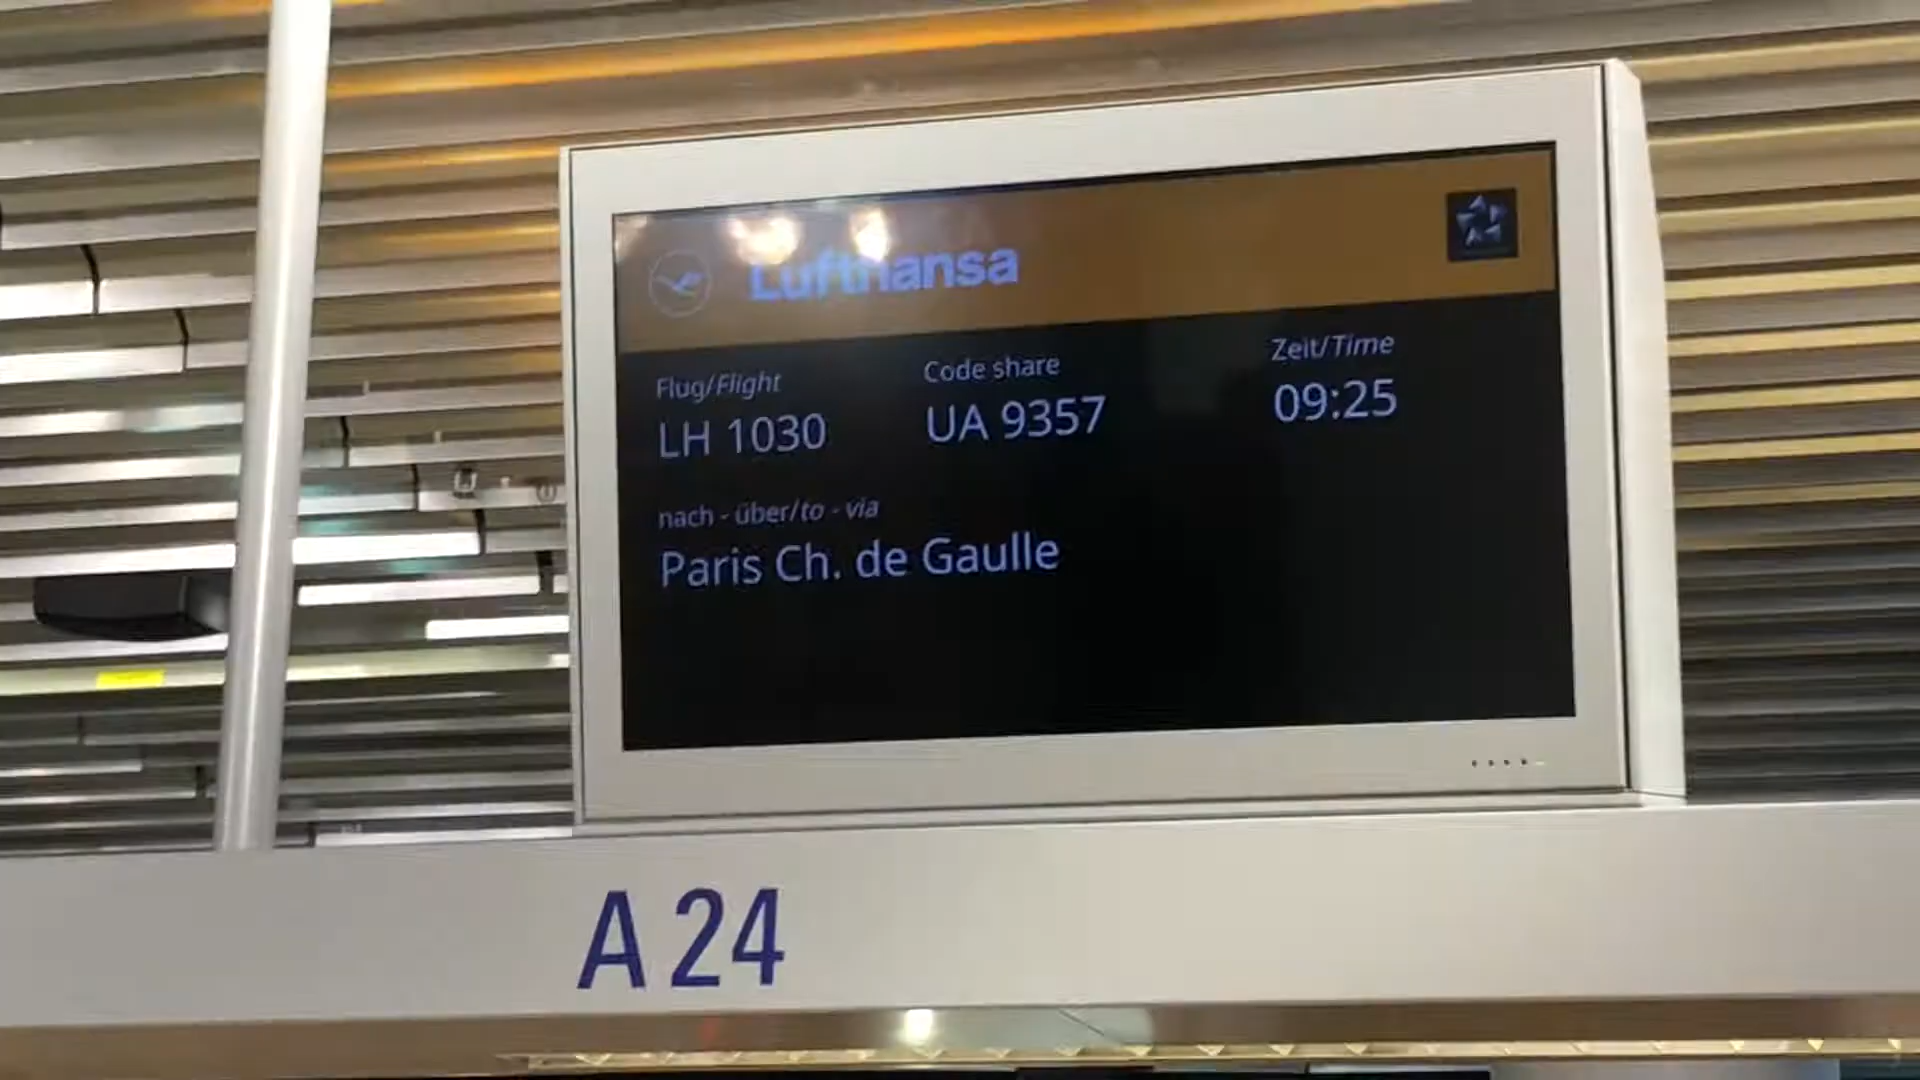 Lufthansa
Flug/Flight Code share Zeit/Time
LH 1030 UA 9357 09:25
nach - über/to - via
Paris Ch. de Gaulle
A 24